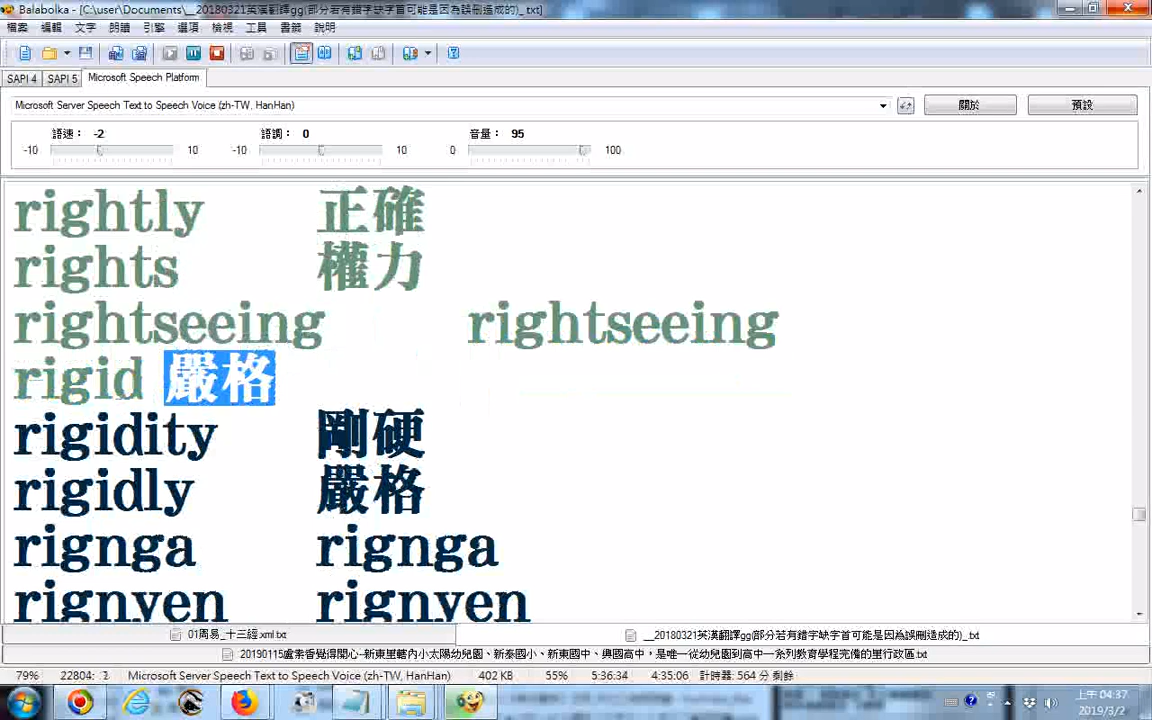 Balabolka - [C:\user\Documents\__20180321英漢翻譯gg(部分若有錯字缺字首可能是因為誤刪造成的)_.txt]
檔案 編輯 文字 朗讀 引擎 選項 檢視 工具 書籤 說明
SAPI 4 SAPI 5 Microsoft Speech Platform
Microsoft Server Speech Text to Speech Voice (zh-TW, HanHan) 關於 預設
語速： -2 語調： 0 音量： 95
-10 10 -10 10 0 100
rightly 正確
rights 權力
rightseeing rightseeing
rigid 嚴格
rigidity 剛硬
rigidly 嚴格
rignga rignga
rignyen rignyen
01周易_十三經.xml.txt __20180321英漢翻譯gg(部分若有錯字缺字首可能是因為誤刪造成的)_.txt
20190115盧素香覺得開心-新東里轄內小太陽幼兒園、新泰國小、新東國中、興國高中，是唯一從幼兒園到高中一系列教育學程完備的里行政區.txt
79% 22804: 2 Microsoft Server Speech Text to Speech Voice (zh-TW, HanHan) 402 KB 55% 5:36.34 4:35.06 計時器: 564 分 剩餘
上午 04:37
2019/3/2